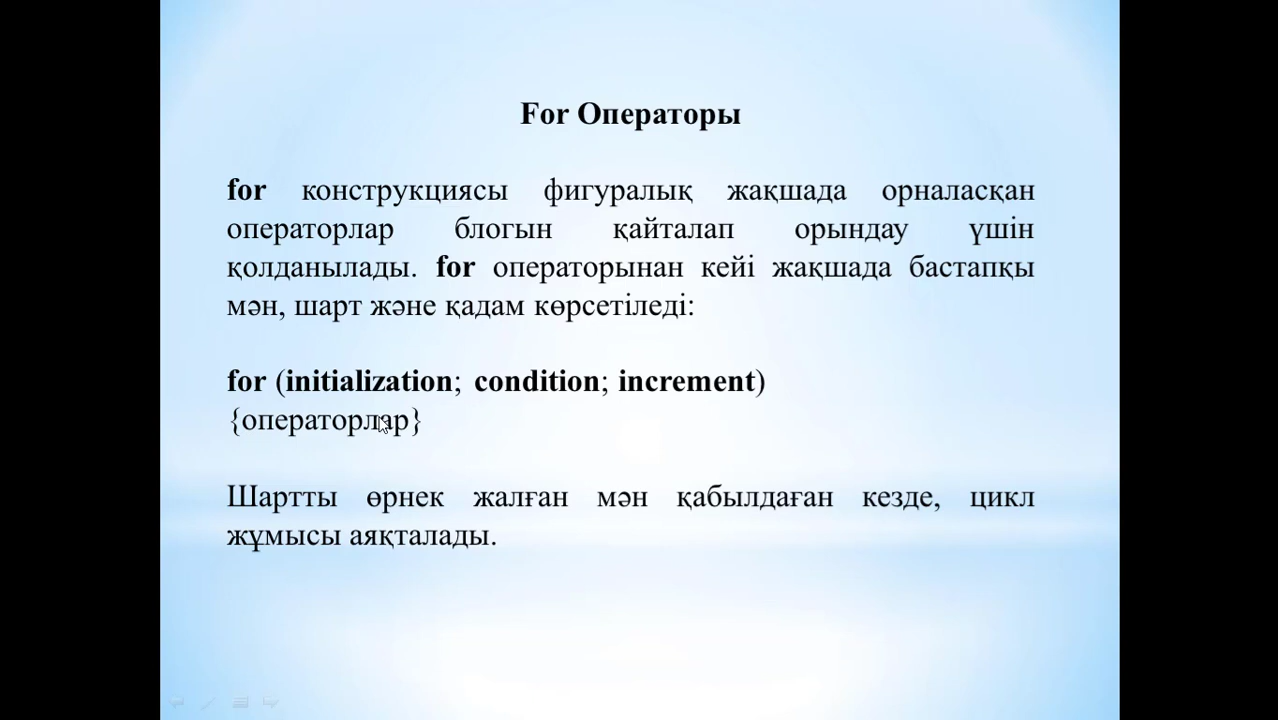 For Операторы
for конструкциясы фигуралық жақшада орналасқан
операторлар блогын қайталап орындау үшін
қолданылады. for операторынан кейі жақшада бастапқы
мән, шарт және қадам көрсетіледі:
for (initialization; condition; increment)
{операторлар}
Шартты өрнек жалған мән қабылдаған кезде, цикл
жұмысы аяқталады.